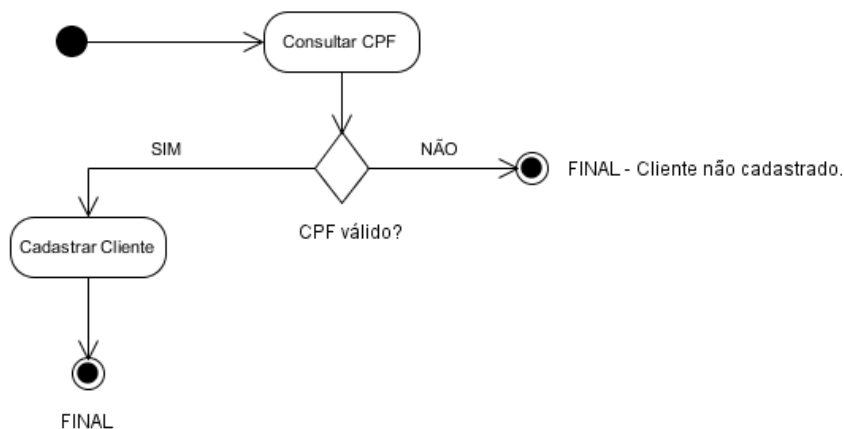 Consultar CPF
SIM
NÃO
FINAL - Cliente não cadastrado.
CPF válido?
Cadastrar Cliente
FINAL